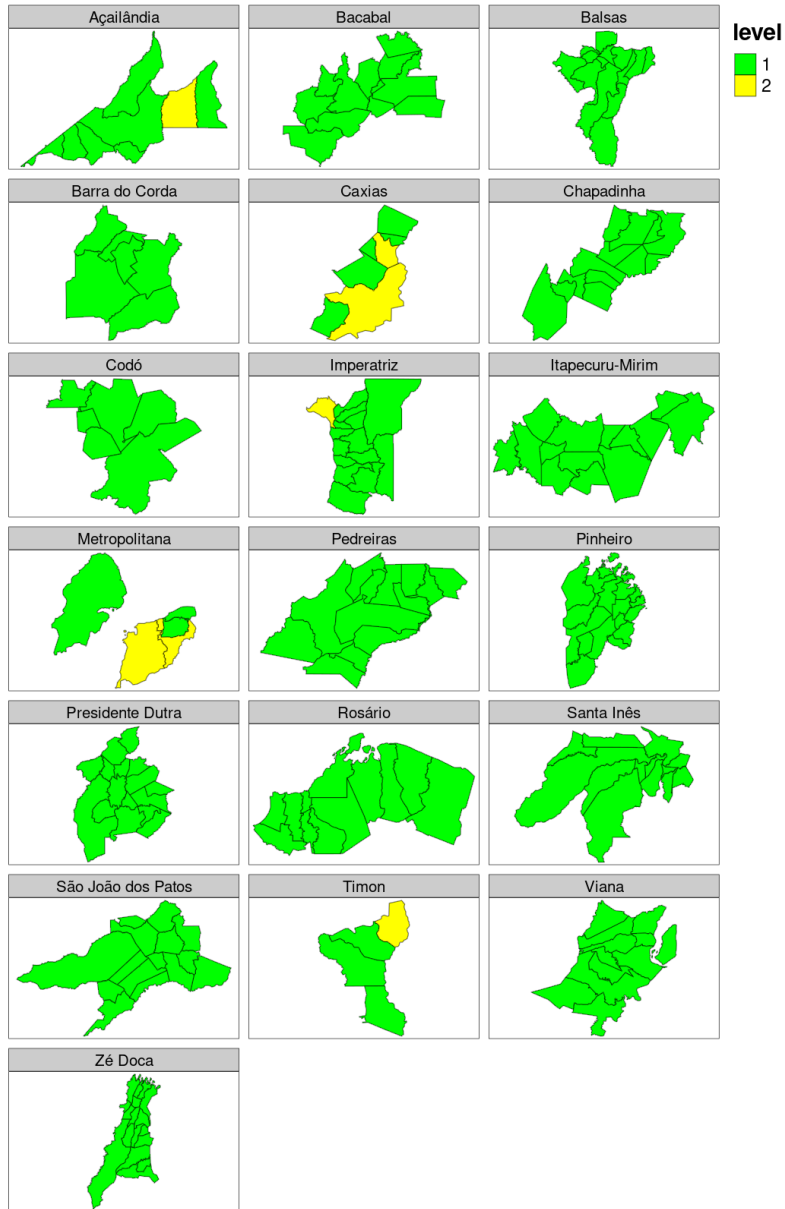 Açailândia
Bacabal
Balsas
level
1
2
Barra do Corda
Caxias
Chapadinha
Codó
Imperatriz
Itapecuru-Mirim
Metropolitana
Pedreiras
Pinheiro
Presidente Dutra
Rosário
Santa Inês
São João dos Patos
Timon
Viana
Zé Doca